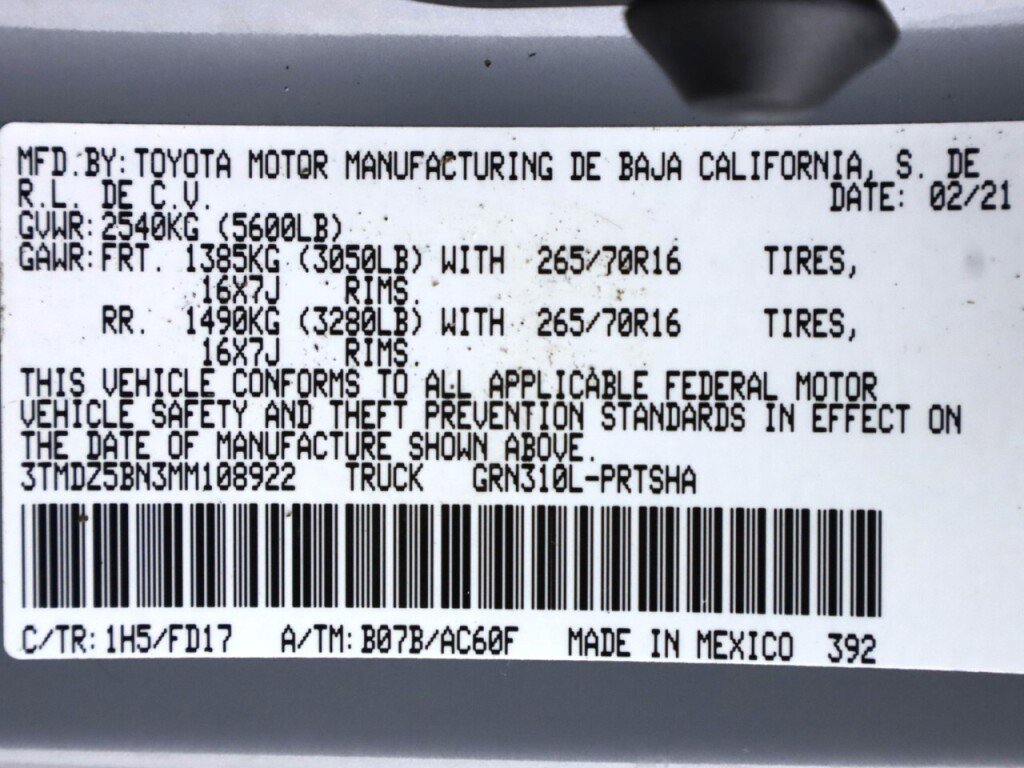 MFD.BY:TOYOTA MOTOR MANUFACTURING DE BAJA CALIFORNIA, S. DE
R.L. DE C.V. DATE: 02/21
GVWR:2540KG (5600LB)
GAWR:FRT. 1385KG (3050LB) WITH 265/70R16 TIRES,
16X7J RIMS.
RR. 1490KG (3280LB) WITH 265/70R16 TIRES,
16X7J RIMS.
THIS VEHICLE CONFORMS TO ALL APPLICABLE FEDERAL MOTOR
VEHICLE SAFETY AND THEFT PREVENTION STANDARDS IN EFFECT ON
THE DATE OF MANUFACTURE SHOWN ABOVE.
3TMDZ5BN3MM108922 TRUCK GRN310L-PRTSHA
C/TR:1H5/FD17 A/TM:B07B/AC60F MADE IN MEXICO 392